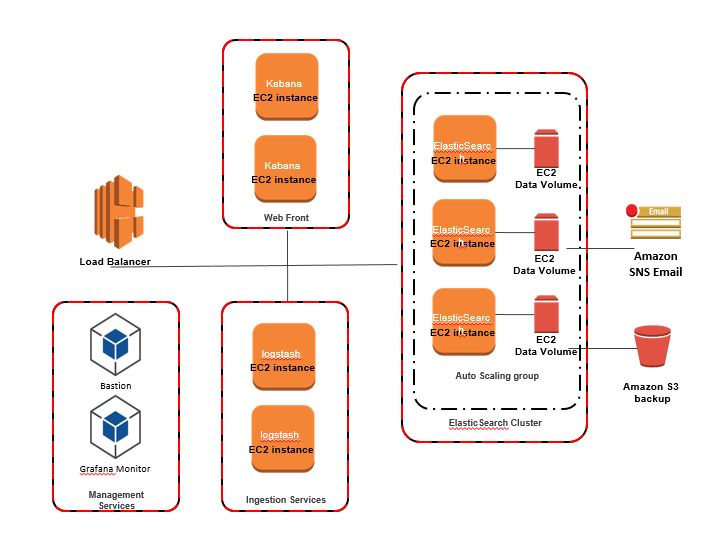 Kabana
EC2 instance
Kabana
EC2 instance
Web Front
Load Balancer
Bastion
Grafana Monitor
Management
Services
logstash
EC2 instance
logstash
EC2 instance
Ingestion Services
ElasticSearc
h
EC2 instance
EC2
Data Volume
ElasticSearc
h
EC2 instance
EC2
Data Volume
ElasticSearc
h
EC2 instance
EC2
Data Volume
Auto Scaling group
ElasticSearch Cluster
Email
Amazon
SNS Email
Amazon S3
backup